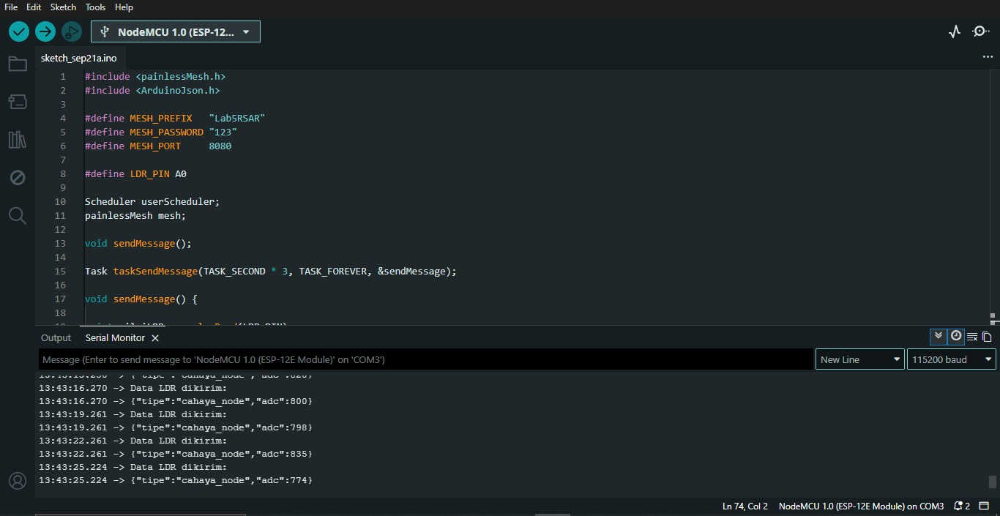 File Edit Sketch Tools Help
NodeMCU 1.0 (ESP-12...
sketch_sep21a.ino
1 #include <painlessMesh.h>
2 #include <ArduinoJson.h>
3
4 #define MESH_PREFIX "Lab5RSAR"
5 #define MESH_PASSWORD "123"
6 #define MESH_PORT 8080
7
8 #define LDR_PIN A0
9
10 Scheduler userScheduler;
11 painlessMesh mesh;
12
13 void sendMessage();
14
15 Task taskSendMessage(TASK_SECOND * 3, TASK_FOREVER, &sendMessage);
16
17 void sendMessage() {
18
Output Serial Monitor
Message (Enter to send message to 'NodeMCU 1.0 (ESP-12E Module)' on 'COM3')
New Line
115200 baud
13:43:16.270 -> Data LDR dikirim:
13:43:16.270 -> {"tipe":"cahaya_node","adc":800}
13:43:19.261 -> Data LDR dikirim:
13:43:19.261 -> {"tipe":"cahaya_node","adc":798}
13:43:22.261 -> Data LDR dikirim:
13:43:22.261 -> {"tipe":"cahaya_node","adc":835}
13:43:25.224 -> Data LDR dikirim:
13:43:25.224 -> {"tipe":"cahaya_node","adc":774}
Ln 74, Col 2 NodeMCU 1.0 (ESP-12E Module) on COM3 2